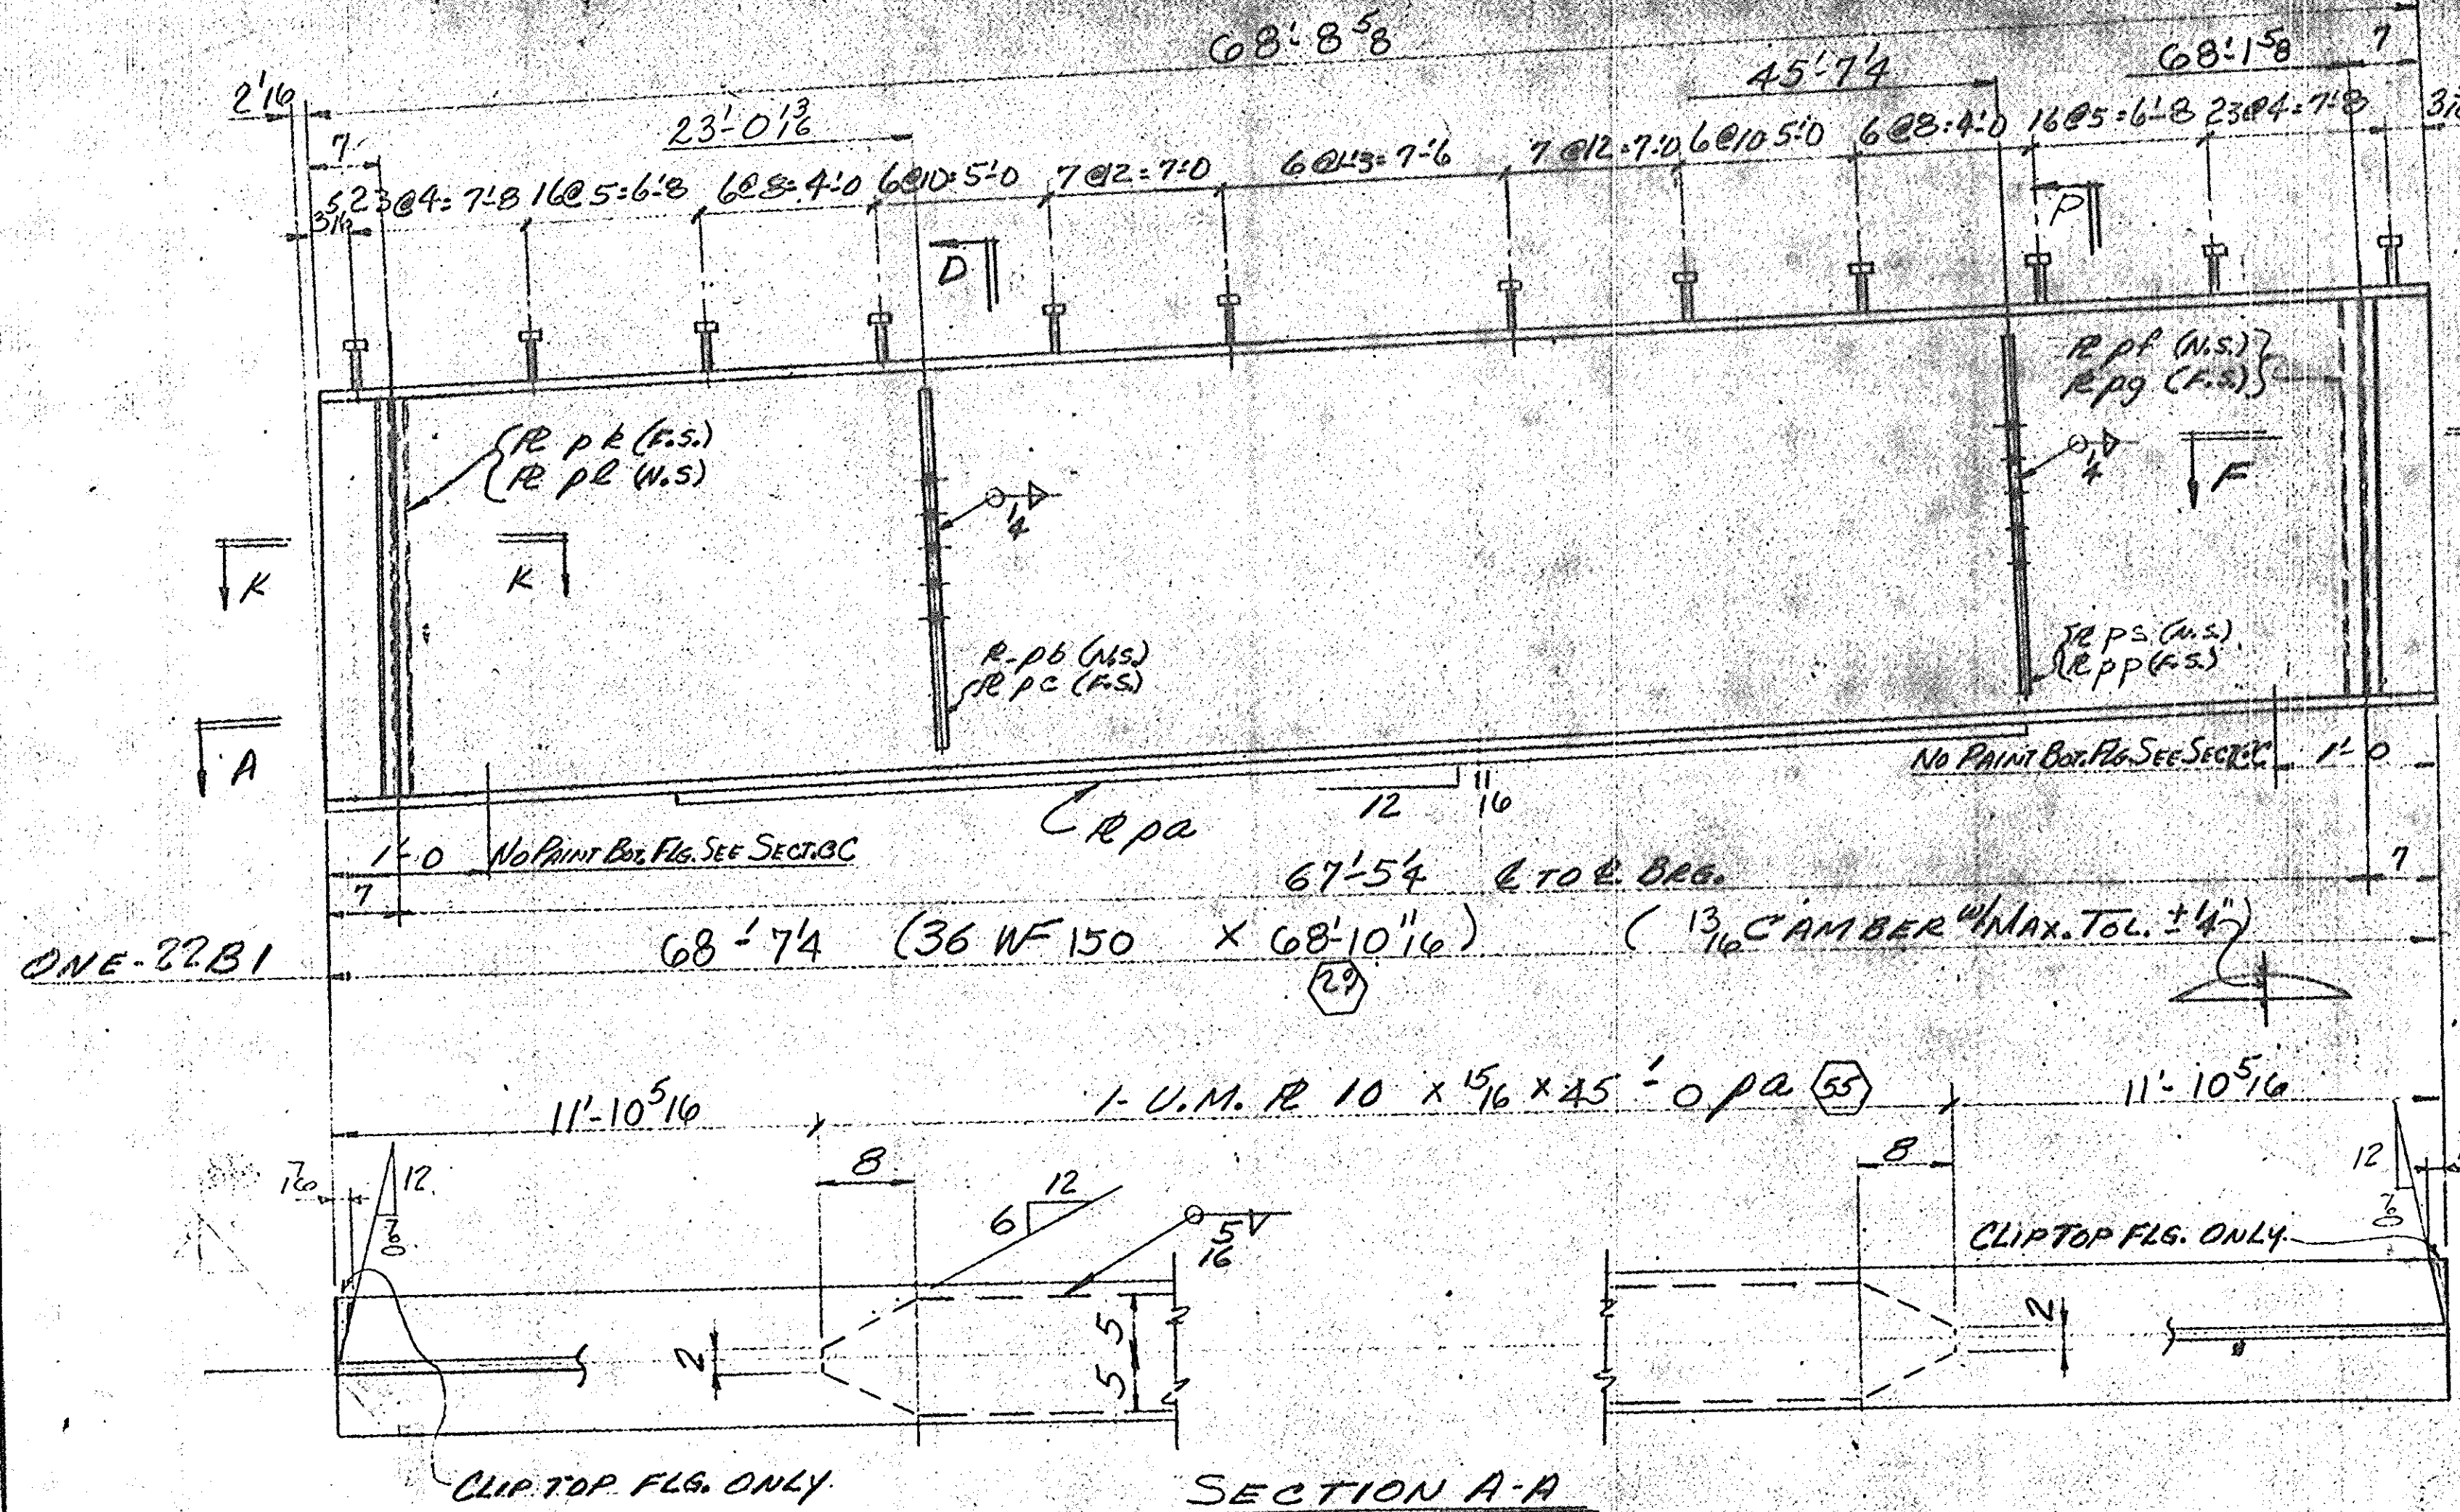 68'-8 5/8
2 1/16
23'-0 13/16
45'-7 1/4
68'-1 5/8
7
7
5 3/16
23@4=7'-8 16@5=6'-8 6@8=4'-0 6@10=5'-0 7@12=7'-0 6@1'-3=7'-6 7@12=7'-0 6@10 5'-0 6@8=4'-0 16@5=6'-8 23@4=7'-8
D
P
PL pk (F.S.)
PL pl (N.S)
1/4
PL pf (N.S.)
PL pg (F.S.)
1/4
F
K
K
A
PL pb (N.S.)
PL pc (F.S.)
PL ps (N.S.)
PL pp (F.S.)
NO PAINT BOT. FLG. SEE SECT. C-C
1'-0
PL pa
12
11/16
1'-0
NO PAINT BOT. FLG. SEE SECT. C-C
7
67'-5 1/4 ℄ TO ℄ BRG.
7
ONE-22B1
68'-7 1/4 (36 WF 150 X 68'-10 11/16) (13/16 CAMBER W/MAX. TOL. ±1/4")
29
11'-10 5/16
1- U.M. PL 10 x 15/16 x 45'-0 pa 55
11'-10 5/16
7/16
12
7/8
8
6
12
5/16
8
12
7/8
CLIP TOP FLG. ONLY.
2
5
5
2
CLIP TOP FLG. ONLY.
SECTION A-A